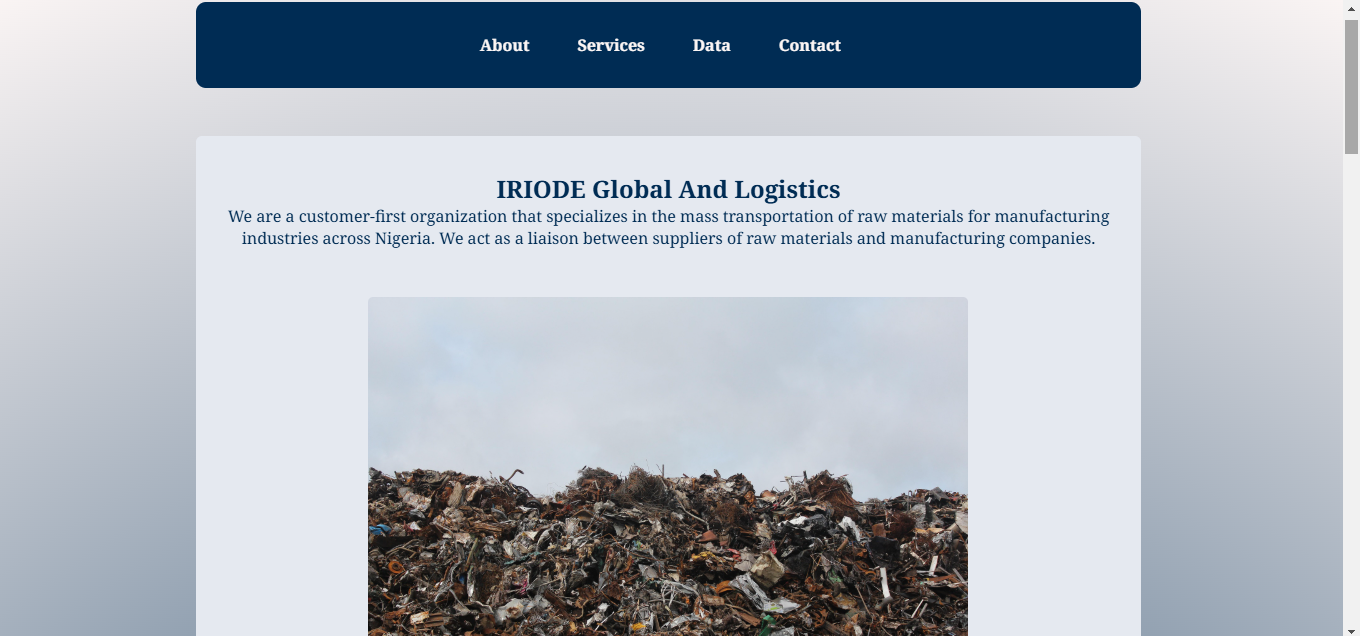 About Services Data Contact
IRIODE Global And Logistics
We are a customer-first organization that specializes in the mass transportation of raw materials for manufacturing
industries across Nigeria. We act as a liaison between suppliers of raw materials and manufacturing companies.